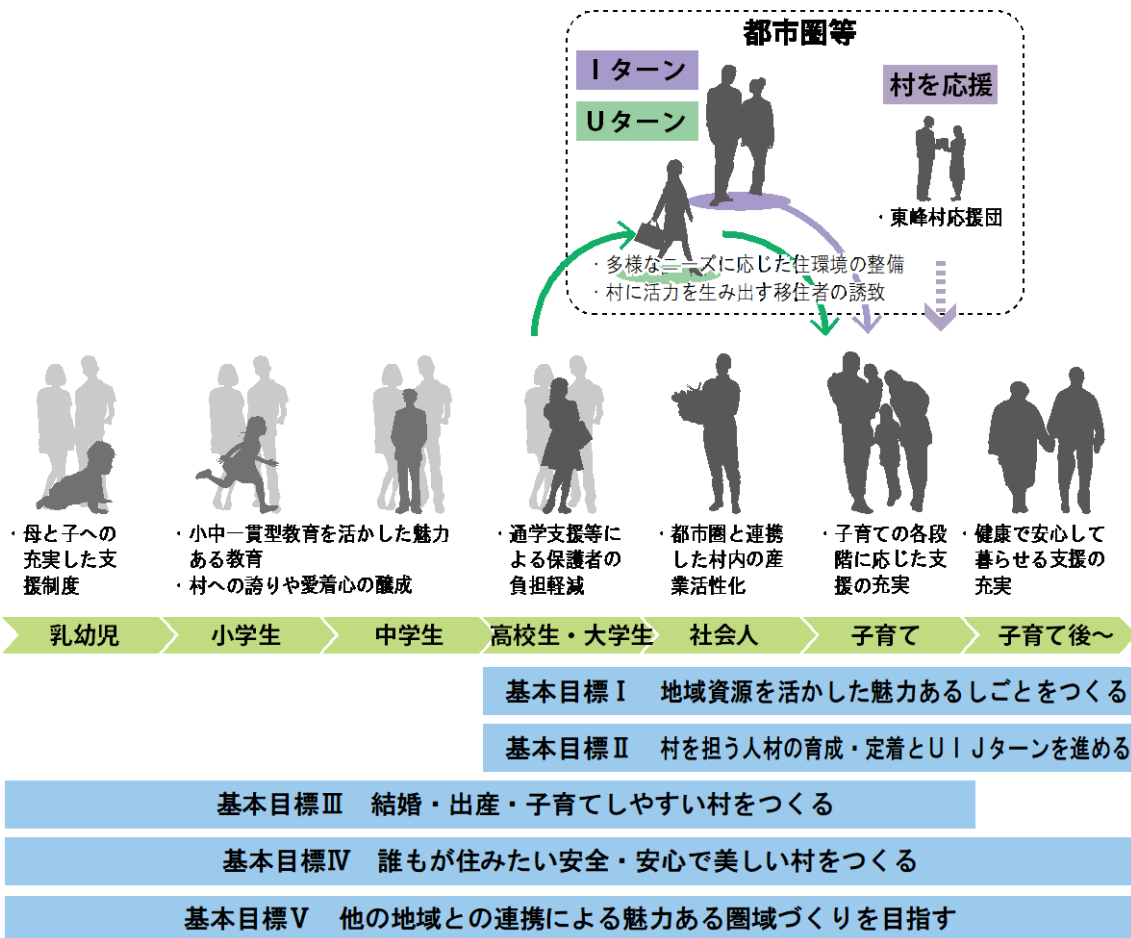 都市圏等
Iターン
Uターン
村を応援
・東峰村応援団
・多様なニーズに応じた住環境の整備
・村に活力を生み出す移住者の誘致
・母と子への
充実した支
援制度
・小中一貫型教育を活かした魅力
ある教育
・村への誇りや愛着心の醸成
・通学支援等に
よる保護者の
負担軽減
・都市圏と連携
した村内の産
業活性化
・子育ての各段
階に応じた支
援の充実
・健康で安心して
暮らせる支援の
充実
乳幼児
小学生
中学生
高校生・大学生
社会人
子育て
子育て後～
基本目標Ⅰ　地域資源を活かした魅力あるしごとをつくる
基本目標Ⅱ　村を担う人材の育成・定着とUIJターンを進める
基本目標Ⅲ　結婚・出産・子育てしやすい村をつくる
基本目標Ⅳ　誰もが住みたい安全・安心で美しい村をつくる
基本目標Ⅴ　他の地域との連携による魅力ある圏域づくりを目指す